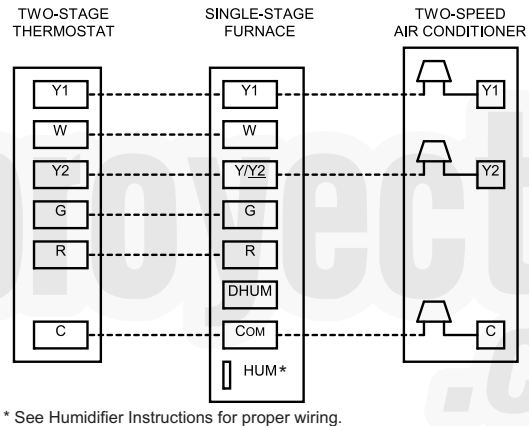 TWO-STAGE THERMOSTAT
SINGLE-STAGE FURNACE
TWO-SPEED AIR CONDITIONER
Y1 Y1 Y1
W W
Y2 Y/Y2 Y2
G G
R R
DHUM
C COM C
HUM*
* See Humidifier Instructions for proper wiring.
proyect
.c